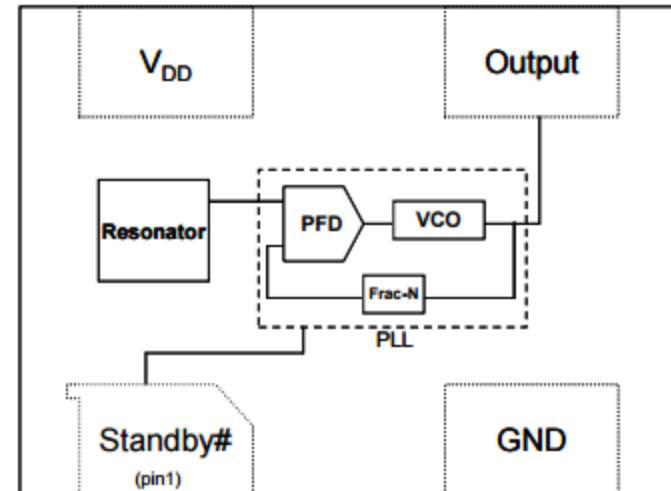 VDD
Output
Resonator
PFD
VCO
Frac-N
PLL
Standby#
(pin1)
GND